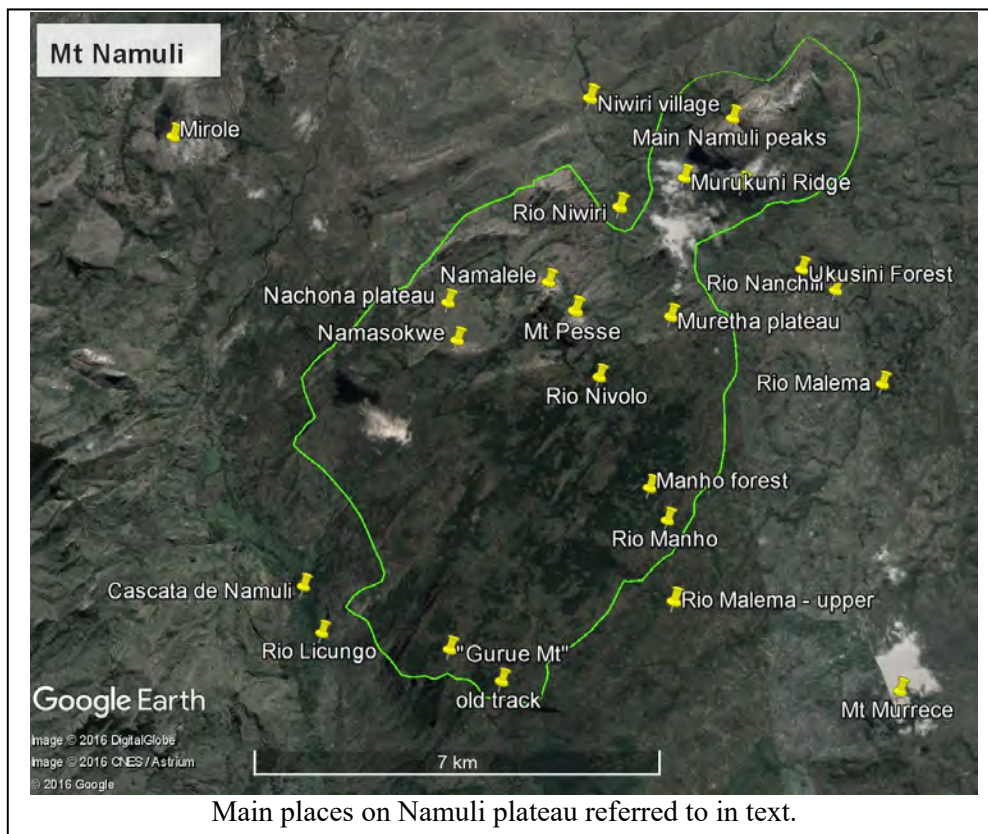 Mt Namuli
Niwiri village
Mirole
Main Namuli peaks
Murukuni Ridge
Rio Niwiri
Namalele
Ukusini Forest
Rio Nanchili
Nachona plateau
Mt Pesse
Muretha plateau
Namasokwe
Rio Nivolo
Rio Malema
Manho forest
Rio Manho
Cascata de Namuli
Rio Malema - upper
Rio Licungo
"Gurue Mt"
old track
Mt Murrece
Google Earth
Image © 2016 DigitalGlobe
Image © 2016 CNES / Astrium
© 2016 Google
7 km
Main places on Namuli plateau referred to in text.